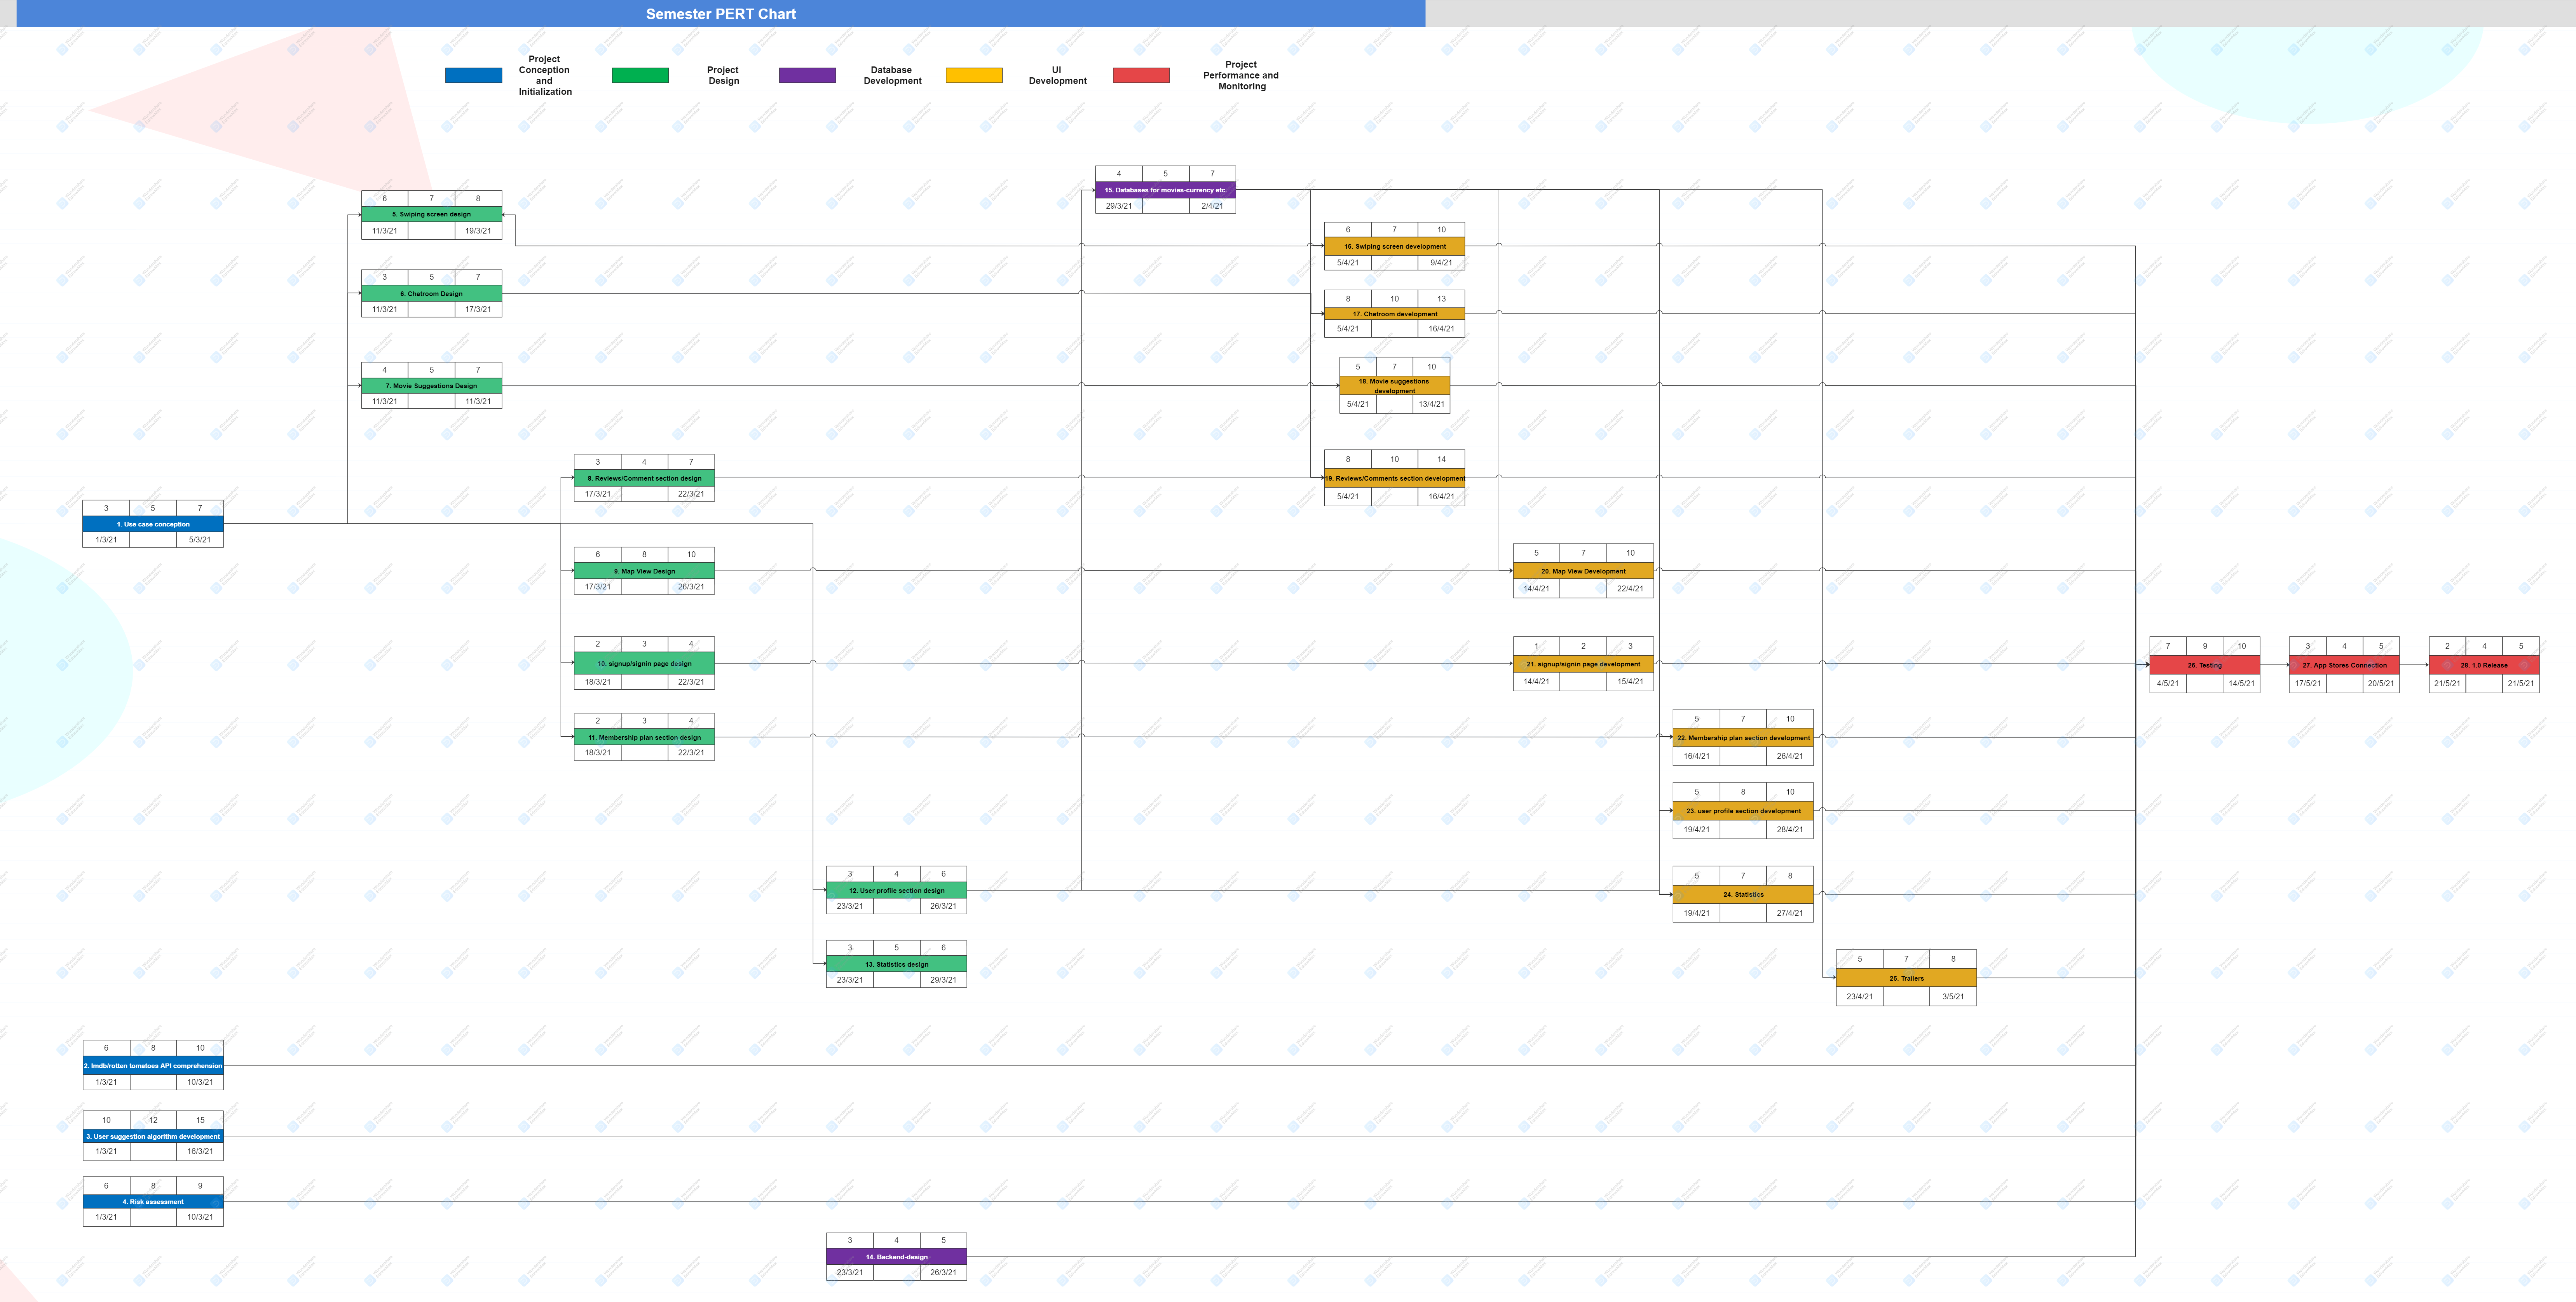 Semester PERT Chart
Project
Conception
and
Initialization
Project
Design
Database
Development
UI
Development
Project
Performance and
Monitoring
4 5 7
15. Databases for movies-currency etc.
29/3/21 2/4/21
6 7 8
5. Swiping screen design
11/3/21 19/3/21
6 7 10
16. Swiping screen development
5/4/21 9/4/21
3 5 7
6. Chatroom Design
11/3/21 17/3/21
8 10 13
17. Chatroom development
5/4/21 16/4/21
4 5 7
7. Movie Suggestions Design
11/3/21 11/3/21
5 7 10
18. Movie suggestions
development
5/4/21 13/4/21
3 4 7
8. Reviews/Comment section design
17/3/21 22/3/21
8 10 14
19. Reviews/Comments section development
5/4/21 16/4/21
3 5 7
1. Use case conception
1/3/21 5/3/21
6 8 10
9. Map View Design
17/3/21 26/3/21
5 7 10
20. Map View Development
14/4/21 22/4/21
2 3 4
10. signup/signin page design
18/3/21 22/3/21
1 2 3
21. signup/signin page development
14/4/21 15/4/21
7 9 10
26. Testing
4/5/21 14/5/21
3 4 5
27. App Stores Connection
17/5/21 20/5/21
2 4 5
28. 1.0 Release
21/5/21 21/5/21
2 3 4
11. Membership plan section design
18/3/21 22/3/21
5 7 10
22. Membership plan section development
16/4/21 26/4/21
5 8 10
23. user profile section development
19/4/21 28/4/21
3 4 6
12. User profile section design
23/3/21 26/3/21
5 7 8
24. Statistics
19/4/21 27/4/21
3 5 6
13. Statistics design
23/3/21 29/3/21
5 7 8
25. Trailers
23/4/21 3/5/21
6 8 10
2. Imdb/rotten tomatoes API comprehension
1/3/21 10/3/21
10 12 15
3. User suggestion algorithm development
1/3/21 16/3/21
6 8 9
4. Risk assessment
1/3/21 10/3/21
3 4 5
14. Backend-design
23/3/21 26/3/21